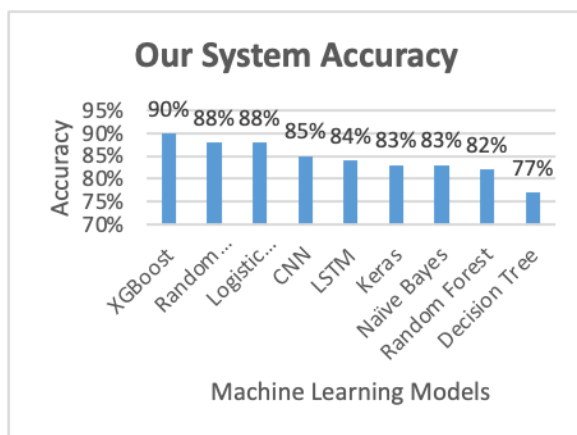 Our System Accuracy
Accuracy
95%
90%
85%
80%
75%
70%
90%
88%
88%
85%
84%
83%
83%
82%
77%
XGBoost
Random...
Logistic...
CNN
LSTM
Keras
Naïve Bayes
Random Forest
Decision Tree
Machine Learning Models